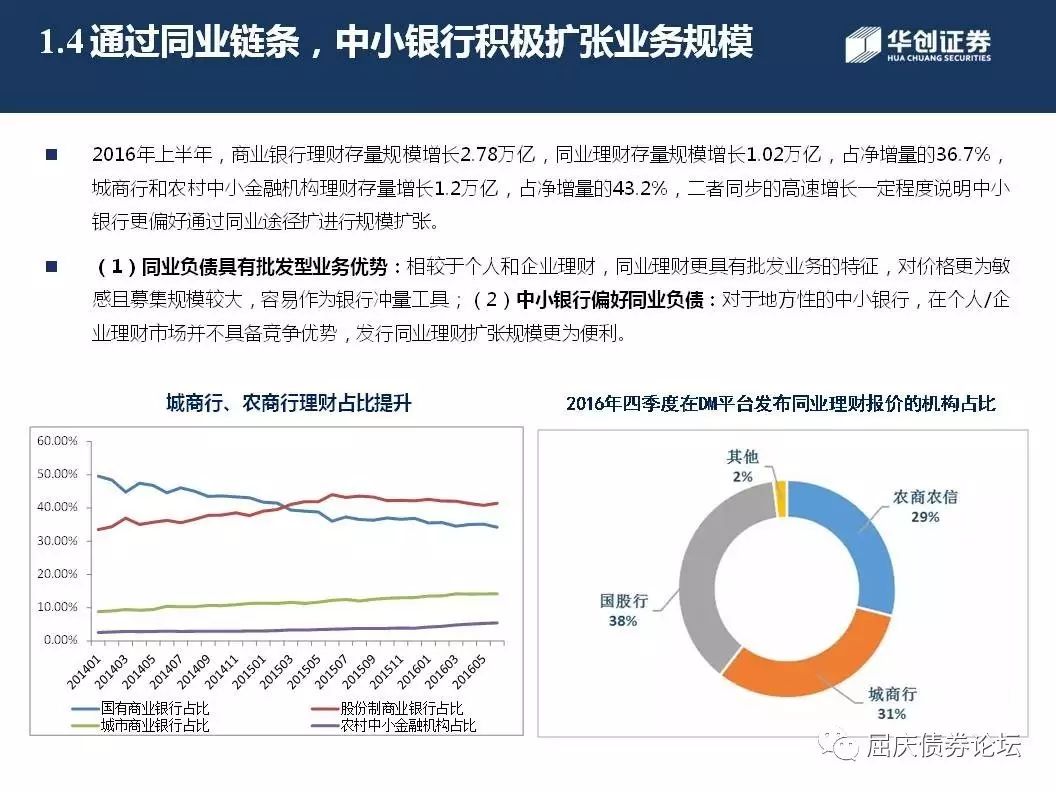 1.4通过同业链条，中小银行积极扩张业务规模
华创证券
HUA CHUANG SECURITIES
■ 2016年上半年，商业银行理财存量规模增长2.78万亿，同业理财存量规模增长1.02万亿，占净增量的36.7%，
城商行和农村中小金融机构理财存量增长1.2万亿，占净增量的43.2%，二者同步的高速增长一定程度说明中小
银行更偏好通过同业途径扩进行规模扩张。
■ （1）同业负债具有批发型业务优势：相较于个人和企业理财，同业理财更具有批发业务的特征，对价格更为敏
感且募集规模较大，容易作为银行冲量工具；（2）中小银行偏好同业负债：对于地方性的中小银行，在个人/企
业理财市场并不具备竞争优势，发行同业理财扩张规模更为便利。
城商行、农商行理财占比提升
60.00%
50.00%
40.00%
30.00%
20.00%
10.00%
0.00%
201401 201403 201405 201407 201409 201411 201501 201503 201505 201507 201509 201511 201601 201603 201605
国有商业银行占比 股份制商业银行占比
城市商业银行占比 农村中小金融机构占比
2016年四季度在DM平台发布同业理财报价的机构占比
其他
2%
农商农信
29%
国股行
38%
城商行
31%
屈庆债券论坛